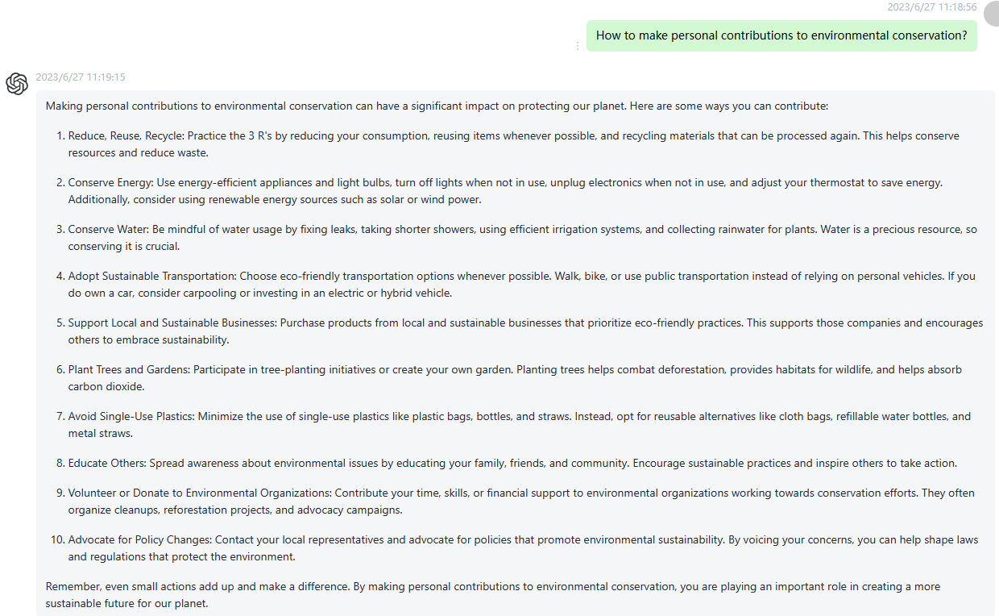 2023/6/27 11:18:56
How to make personal contributions to environmental conservation?
2023/6/27 11:19:15
Making personal contributions to environmental conservation can have a significant impact on protecting our planet. Here are some ways you can contribute:
1. Reduce, Reuse, Recycle: Practice the 3 R's by reducing your consumption, reusing items whenever possible, and recycling materials that can be processed again. This helps conserve
resources and reduce waste.
2. Conserve Energy: Use energy-efficient appliances and light bulbs, turn off lights when not in use, unplug electronics when not in use, and adjust your thermostat to save energy.
Additionally, consider using renewable energy sources such as solar or wind power.
3. Conserve Water: Be mindful of water usage by fixing leaks, taking shorter showers, using efficient irrigation systems, and collecting rainwater for plants. Water is a precious resource, so
conserving it is crucial.
4. Adopt Sustainable Transportation: Choose eco-friendly transportation options whenever possible. Walk, bike, or use public transportation instead of relying on personal vehicles. If you
do own a car, consider carpooling or investing in an electric or hybrid vehicle.
5. Support Local and Sustainable Businesses: Purchase products from local and sustainable businesses that prioritize eco-friendly practices. This supports those companies and encourages
others to embrace sustainability.
6. Plant Trees and Gardens: Participate in tree-planting initiatives or create your own garden. Planting trees helps combat deforestation, provides habitats for wildlife, and helps absorb
carbon dioxide.
7. Avoid Single-Use Plastics: Minimize the use of single-use plastics like plastic bags, bottles, and straws. Instead, opt for reusable alternatives like cloth bags, refillable water bottles, and
metal straws.
8. Educate Others: Spread awareness about environmental issues by educating your family, friends, and community. Encourage sustainable practices and inspire others to take action.
9. Volunteer or Donate to Environmental Organizations: Contribute your time, skills, or financial support to environmental organizations working towards conservation efforts. They often
organize cleanups, reforestation projects, and advocacy campaigns.
10. Advocate for Policy Changes: Contact your local representatives and advocate for policies that promote environmental sustainability. By voicing your concerns, you can help shape laws
and regulations that protect the environment.
Remember, even small actions add up and make a difference. By making personal contributions to environmental conservation, you are playing an important role in creating a more
sustainable future for our planet.